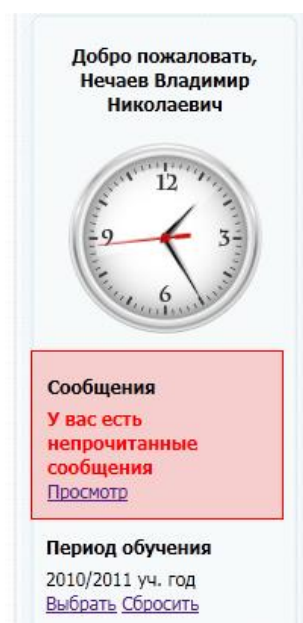 Добро пожаловать,
Нечаев Владимир
Николаевич
12
9 3
6
Сообщения
У вас есть
непрочитанные
сообщения
Просмотр
Период обучения
2010/2011 уч. год
Выбрать Сбросить